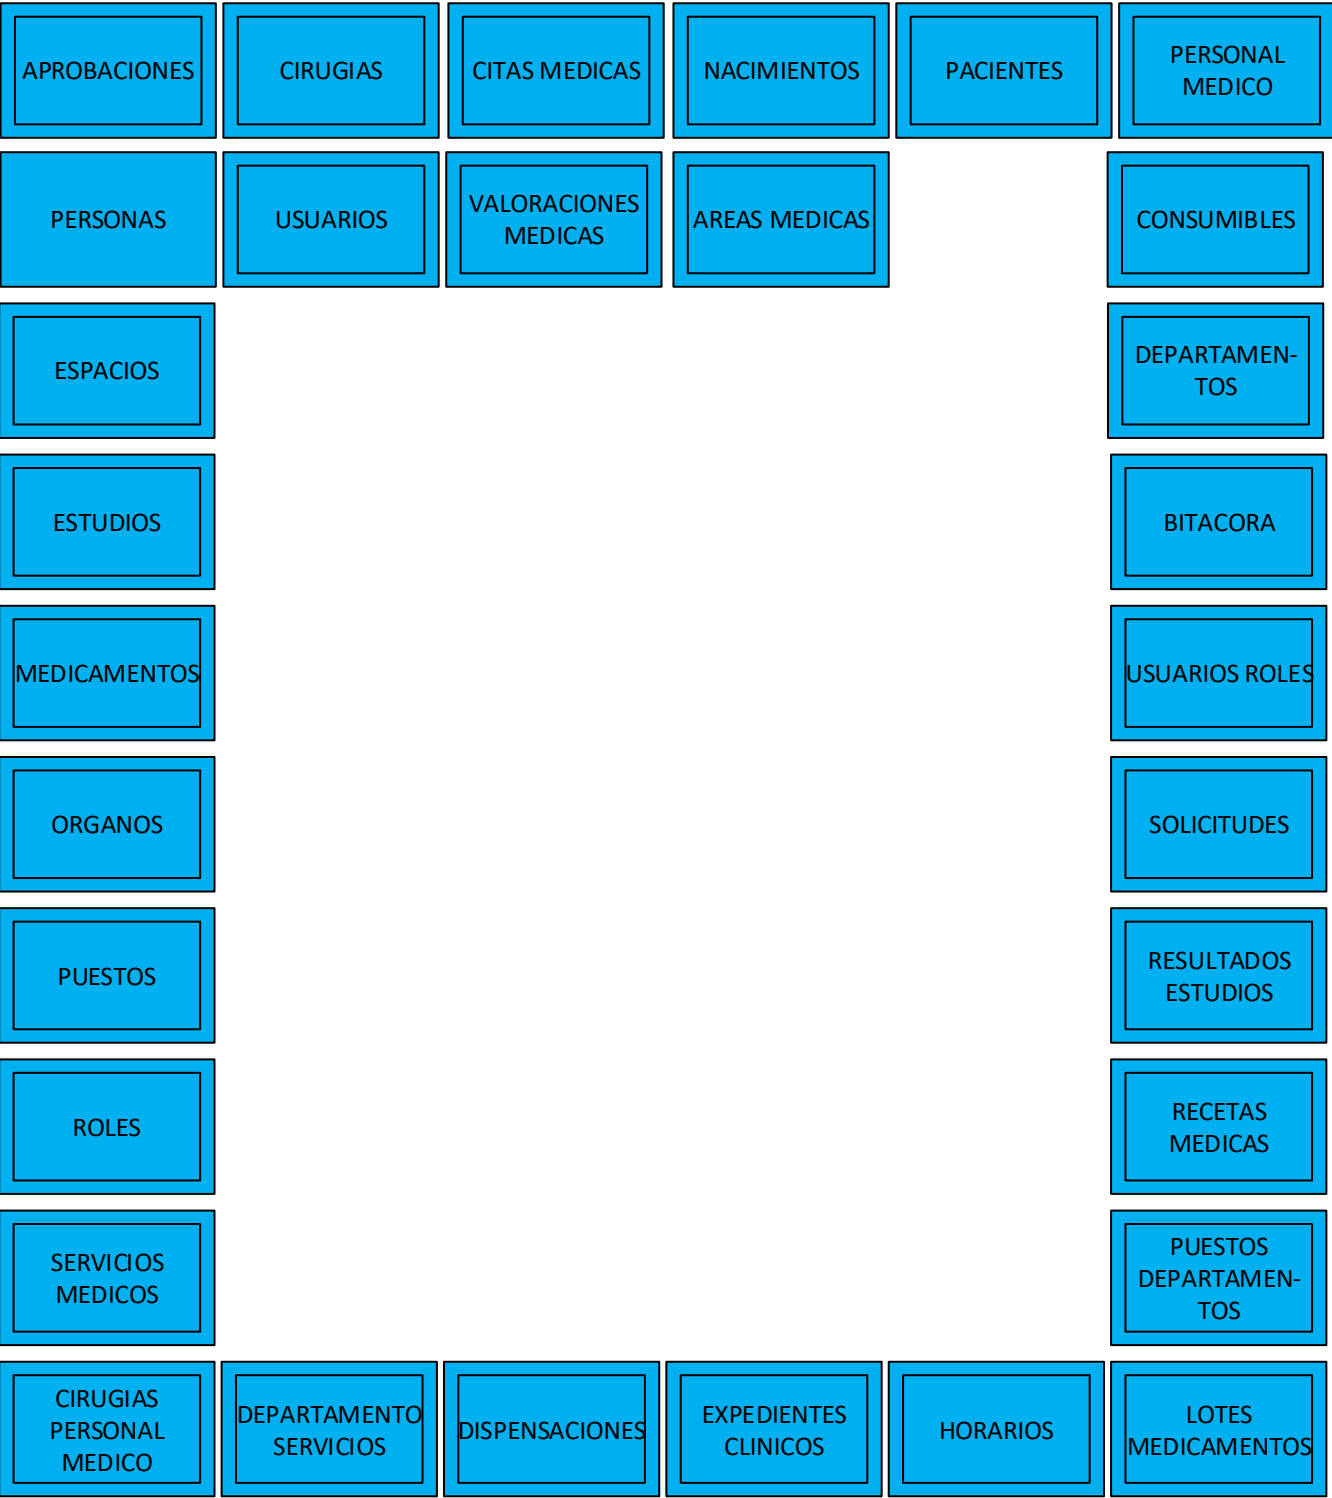 APROBACIONES
CIRUGIAS
CITAS MEDICAS
NACIMIENTOS
PACIENTES
PERSONAL
MEDICO
PERSONAS
USUARIOS
VALORACIONES
MEDICAS
AREAS MEDICAS
CONSUMIBLES
ESPACIOS
DEPARTAMEN-
TOS
ESTUDIOS
BITACORA
MEDICAMENTOS
USUARIOS ROLES
ORGANOS
SOLICITUDES
PUESTOS
RESULTADOS
ESTUDIOS
ROLES
RECETAS
MEDICAS
SERVICIOS
MEDICOS
PUESTOS
DEPARTAMEN-
TOS
CIRUGIAS
PERSONAL
MEDICO
DEPARTAMENTO
SERVICIOS
DISPENSACIONES
EXPEDIENTES
CLINICOS
HORARIOS
LOTES
MEDICAMENTOS